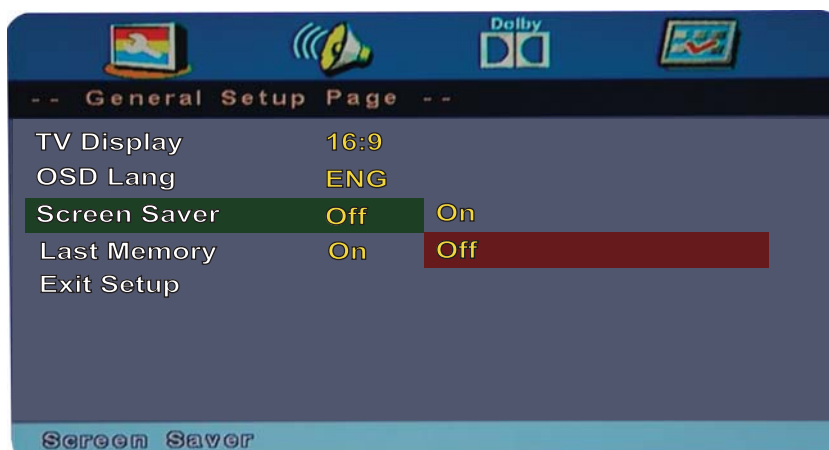 Dolby
-- General Setup Page --
TV Display 16:9
OSD Lang ENG
Screen Saver Off On
Last Memory On Off
Exit Setup
Screen Saver